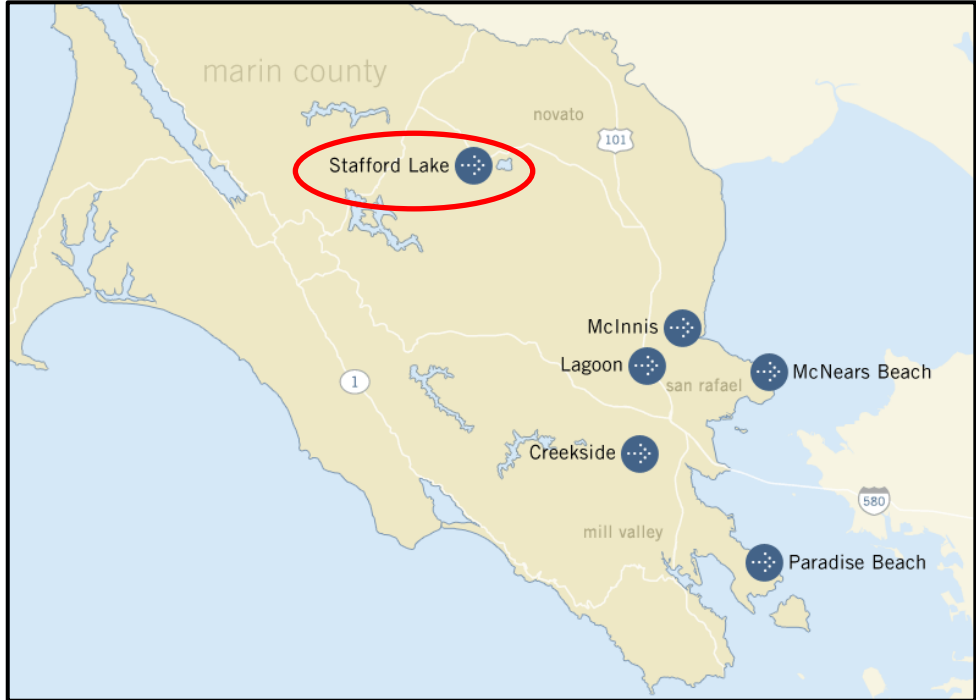 marin county
novato
101
Stafford Lake
McInnis
Lagoon
McNears Beach
1
san rafael
Creekside
580
mill valley
Paradise Beach